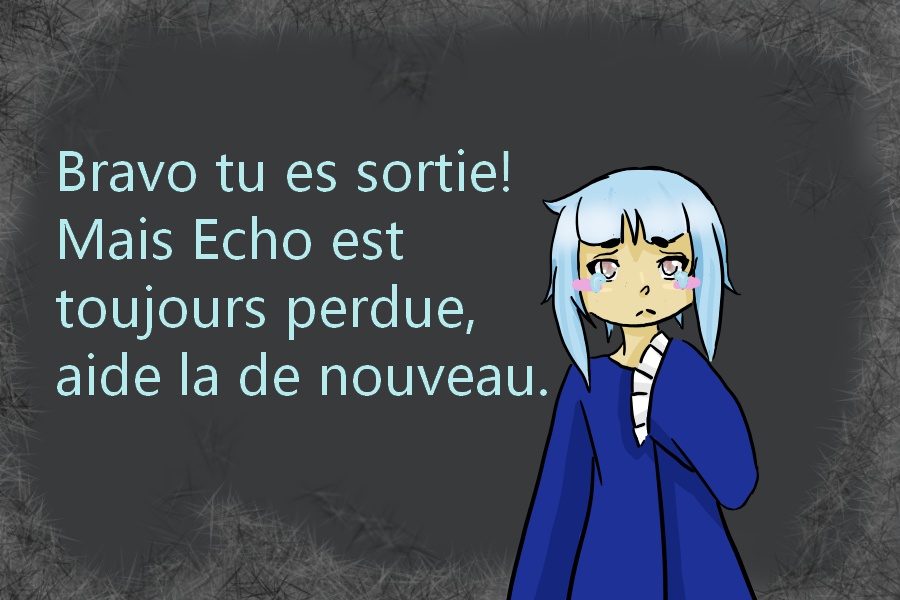 Bravo tu es sortie!
Mais Echo est
toujours perdue,
aide la de nouveau.